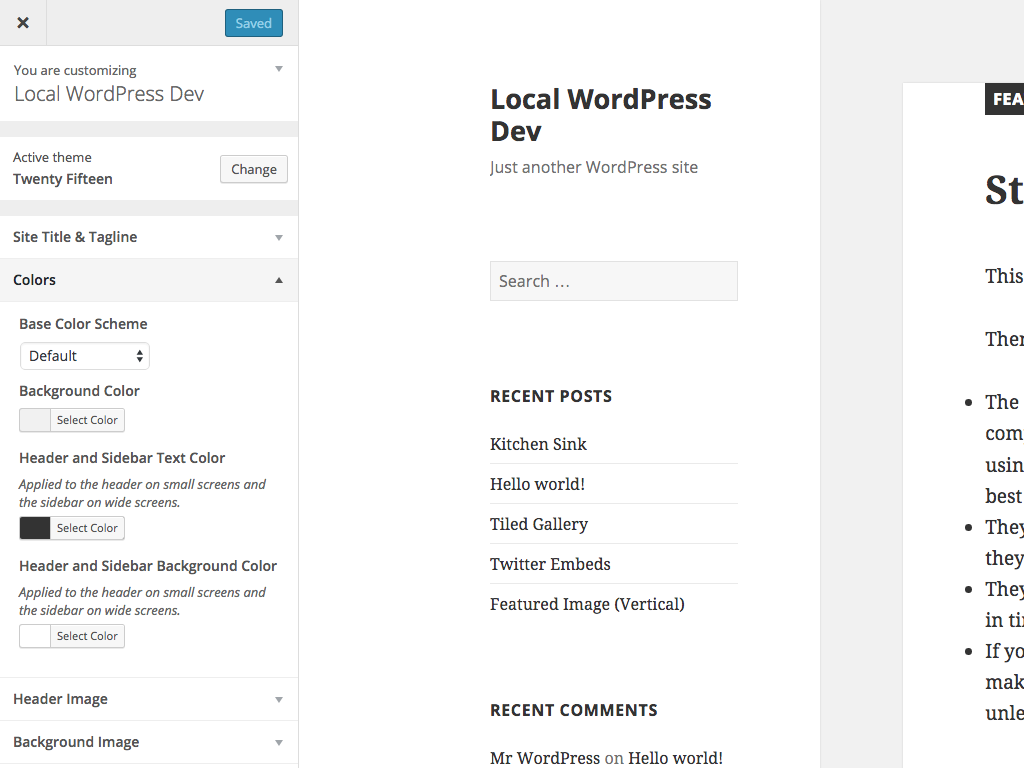 Saved
You are customizing
Local WordPress Dev
Active theme
Twenty Fifteen
Change
Site Title & Tagline
Colors
Base Color Scheme
Default
Background Color
Select Color
Header and Sidebar Text Color
Applied to the header on small screens and
the sidebar on wide screens.
Select Color
Header and Sidebar Background Color
Applied to the header on small screens and
the sidebar on wide screens.
Select Color
Header Image
Background Image
Local WordPress
Dev
Just another WordPress site
Search …
RECENT POSTS
Kitchen Sink
Hello world!
Tiled Gallery
Twitter Embeds
Featured Image (Vertical)
RECENT COMMENTS
Mr WordPress on Hello world!
FEA
St
This
Ther
The
com
usin
best
They
they
They
in ti
If yo
mak
unle